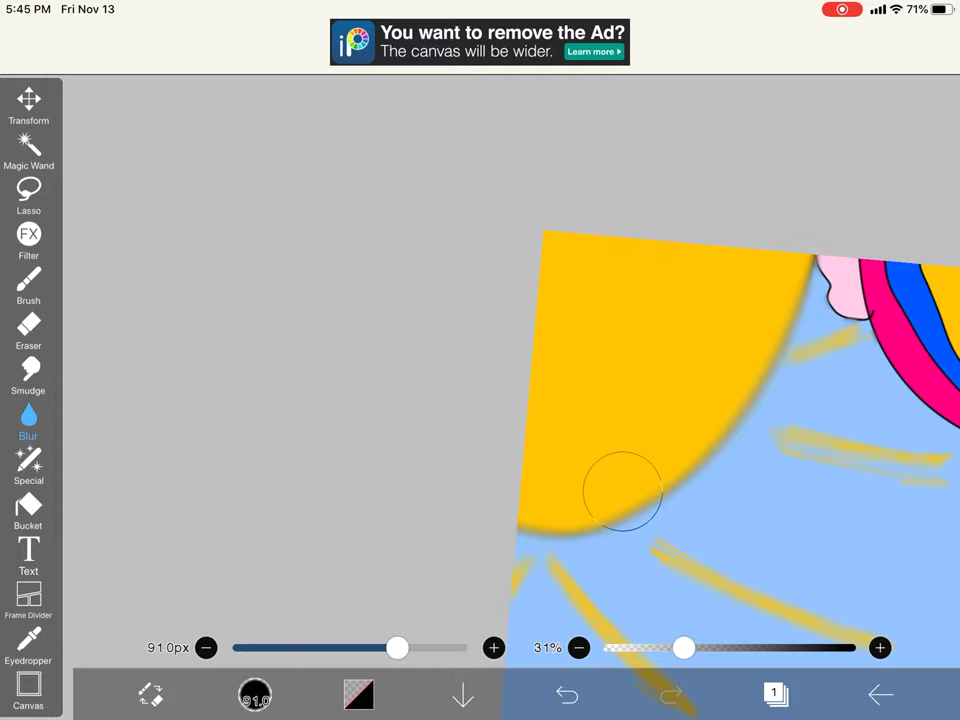 5:45 PM Fri Nov 13
71%
iP
You want to remove the Ad?
The canvas will be wider.
Learn more
Transform
Magic Wand
Lasso
FX
Filter
Brush
Eraser
Smudge
Blur
Special
Bucket
T
Text
Frame Divider
Eyedropper
Canvas
91.0px
31%
91.0
1